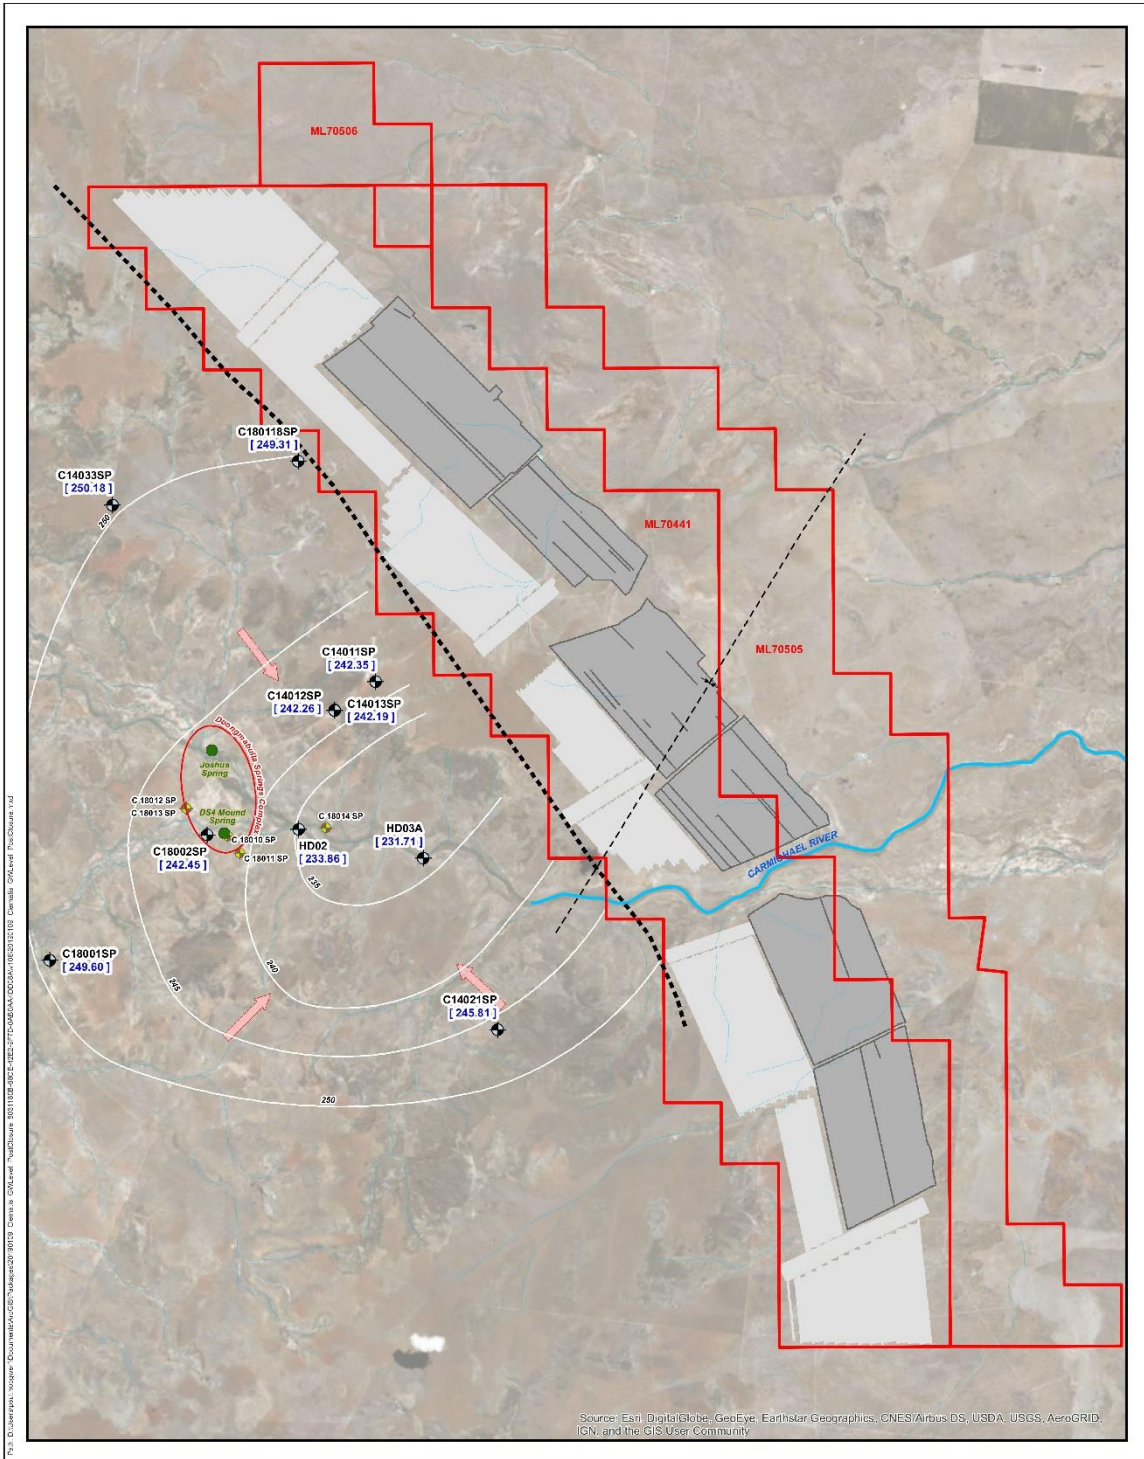 ML70506
C180118SP
[ 249.31 ]
C14033SP
[ 250.18 ]
250
ML70441
C14011SP
[ 242.35 ]
ML70505
C14012SP
[ 242.26 ]
C14013SP
[ 242.19 ]
Doongmabulla Springs Complex
Joshua
Spring
C 18012 SP
C 18013 SP
DS4 Mound
Spring
C 18014 SP
C 18010 SP
HD03A
[ 231.71 ]
CARMICHAEL RIVER
C18002SP
[ 242.45 ]
C 18011 SP
HD02
[ 233.86 ]
235
C18001SP
[ 249.60 ]
240
245
C14021SP
[ 245.81 ]
250
Source: Esri, DigitalGlobe, GeoEye, Earthstar Geographics, CNES/Airbus DS, USDA, USGS, AeroGRID,
IGN, and the GIS User Community